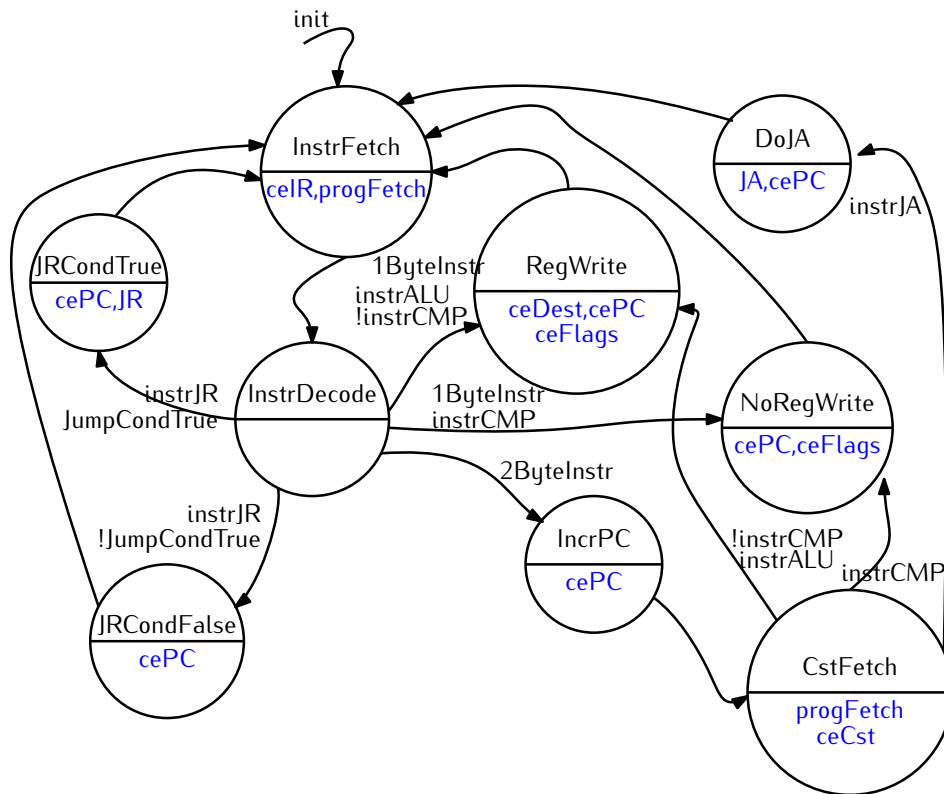 init
InstrFetch
ceIR,progFetch
DoJA
JA,cePC
instrJA
JRCondTrue
cePC,JR
1ByteInstr
instrALU
!instrCMP
RegWrite
ceDest,cePC
ceFlags
InstrDecode
instrJR
JumpCondTrue
1ByteInstr
instrCMP
NoRegWrite
cePC,ceFlags
2ByteInstr
instrJR
!JumpCondTrue
IncrPC
cePC
!instrCMP
instrALU
instrCMP
JRCondFalse
cePC
CstFetch
progFetch
ceCst